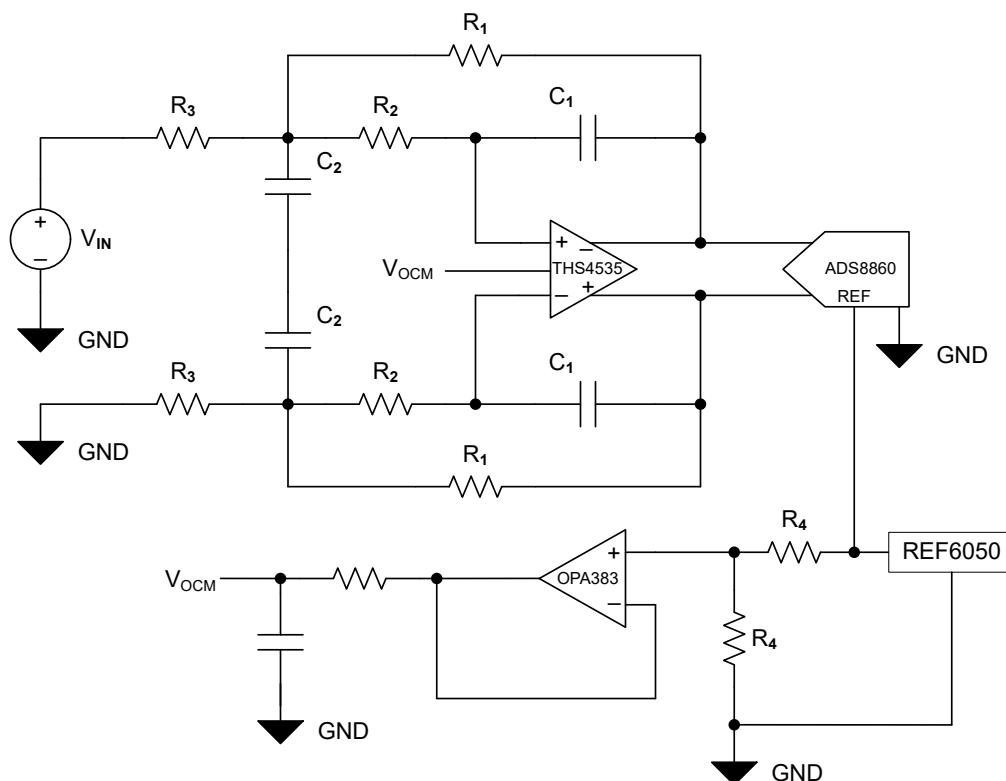 R1
R3
R2
C1
C2
+
−
VIN
+
−
THS4535
VOCM
+
−
ADS8860
REF
GND
C2
GND
R3
R2
C1
GND
R1
R4
REF6050
VOCM
+
OPA383
−
R4
GND
GND